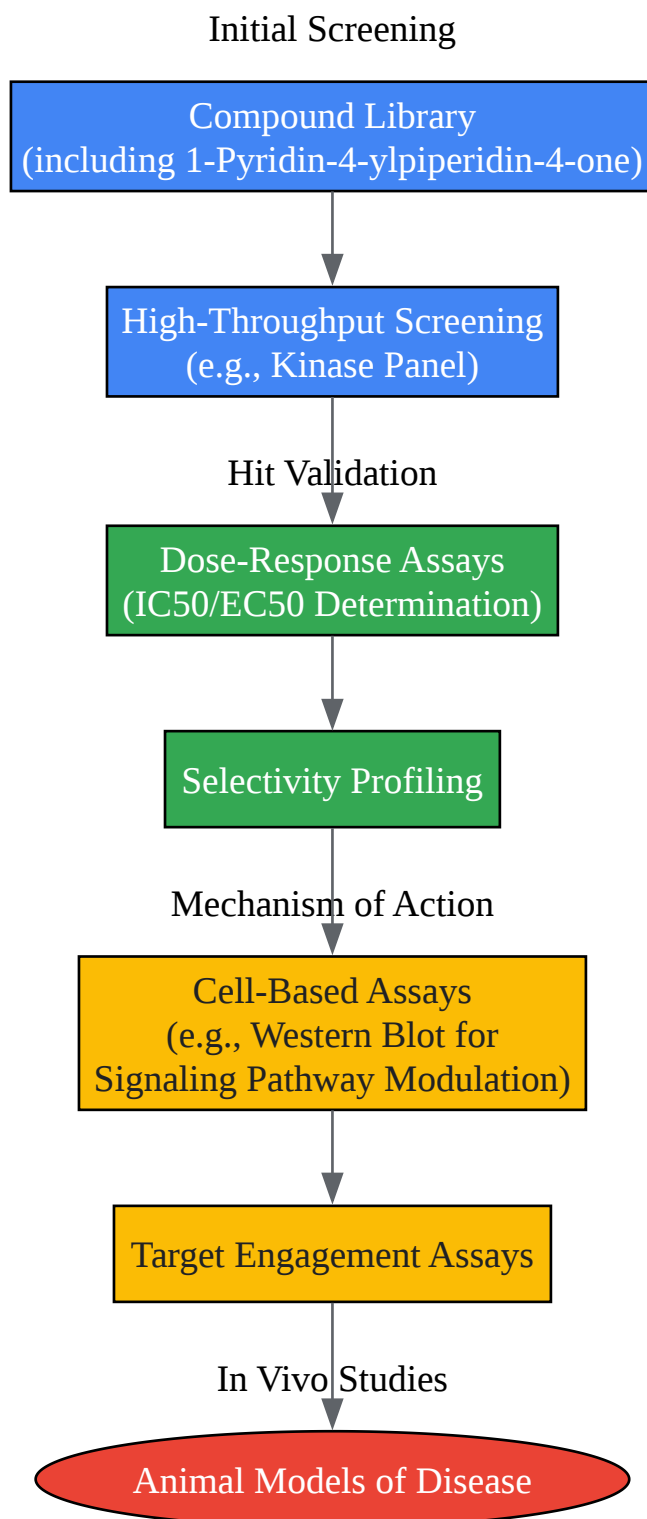 Initial Screening
Compound Library
(including 1-Pyridin-4-ylpiperidin-4-one)
High-Throughput Screening
(e.g., Kinase Panel)
Hit Validation
Dose-Response Assays
(IC50/EC50 Determination)
Selectivity Profiling
Mechanism of Action
Cell-Based Assays
(e.g., Western Blot for
Signaling Pathway Modulation)
Target Engagement Assays
In Vivo Studies
Animal Models of Disease